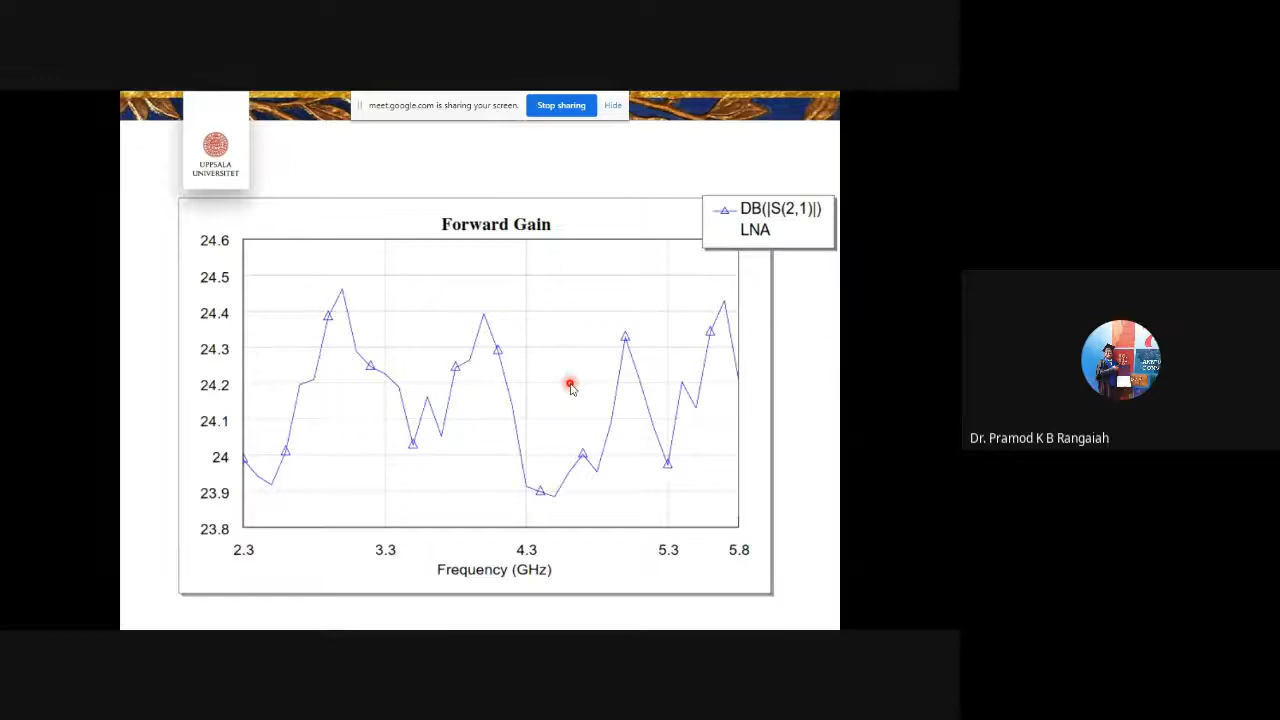 meet.google.com is sharing your screen.
Stop sharing
Hide
UPPSALA
UNIVERSITET
DB(|S(2,1)|)
LNA
Forward Gain
24.6
24.5
24.4
24.3
24.2
24.1
24
23.9
23.8
2.3
3.3
4.3
5.3
5.8
Frequency (GHz)
Dr. Pramod K B Rangaiah